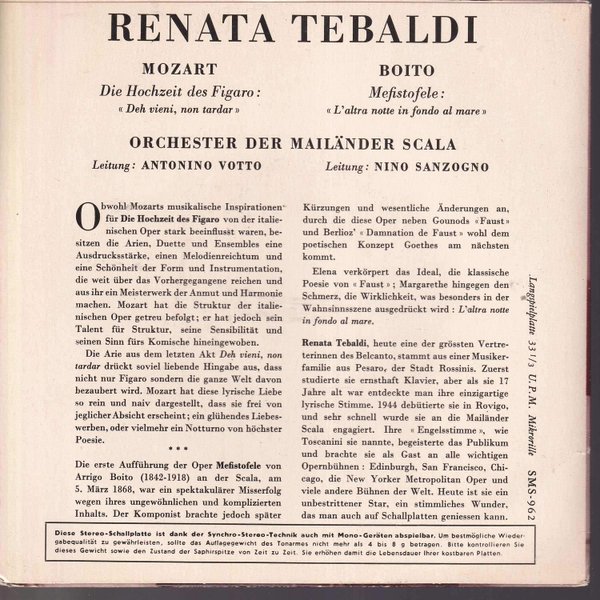 RENATA TEBALDI
MOZART
Die Hochzeit des Figaro :
« Deh vieni, non tardar »
BOITO
Mefistofele :
« L'altra notte in fondo al mare »
ORCHESTER DER MAILÄNDER SCALA
Leitung : ANTONINO VOTTO
Leitung : NINO SANZOGNO
Obwohl Mozarts musikalische Inspirationen
für Die Hochzeit des Figaro von der italie-
nischen Oper stark beeinflusst waren, be-
sitzen die Arien, Duette und Ensembles eine
Ausdrucksstärke, einen Melodienreichtum und
eine Schönheit der Form und Instrumentation,
die weit über das Vorhergegangene reichen und
aus ihr ein Meisterwerk der Anmut und Harmonie
machen. Mozart hat die Struktur der italie-
nischen Oper getreu befolgt ; er hat jedoch sein
Talent für Struktur, seine Sensibilität und
seinen Sinn fürs Komische hineingewoben.
Die Arie aus dem letzten Akt Deh vieni, non
tardar drückt soviel liebende Hingabe aus, dass
nicht nur Figaro sondern die ganze Welt davon
bezaubert wird. Mozart hat diese lyrische Liebe
so rein und naiv dargestellt, dass sie frei von
jeglicher Absicht erscheint ; ein glühendes Liebes-
werben, oder vielmehr ein Notturno von höchster
Poesie.
* * *
Die erste Aufführung der Oper Mefistofele von
Arrigo Boito (1842-1918) an der Scala, am
5. März 1868, war ein spektakulärer Misserfolg
wegen ihres ungewöhnlichen und komplizierten
Inhalts. Der Komponist brachte jedoch später
Kürzungen und wesentliche Änderungen an,
durch die diese Oper neben Gounods « Faust »
und Berlioz' « Damnation de Faust » wohl dem
poetischen Konzept Goethes am nächsten
kommt.
Elena verkörpert das Ideal, die klassische
Poesie von « Faust » ; Margarethe hingegen den
Schmerz, die Wirklichkeit, was besonders in der
Wahnsinnsszene ausgedrückt wird : L'altra notte
in fondo al mare.
Renata Tebaldi, heute eine der grössten Vertre-
terinnen des Belcanto, stammt aus einer Musiker-
familie aus Pesaro, der Stadt Rossinis. Zuerst
studierte sie ernsthaft Klavier, aber als sie 17
Jahre alt war entdeckte man ihre einzigartige
lyrische Stimme. 1944 debütierte sie in Rovigo,
und sehr schnell wurde sie an die Mailänder
Scala engagiert. Ihre « Engelsstimme », wie
Toscanini sie nannte, begeisterte das Publikum
und brachte sie als Gast an alle wichtigen
Opernbühnen : Edinburgh, San Francisco, Chi-
cago, die New Yorker Metropolitan Oper und
viele andere Bühnen der Welt. Heute ist sie ein
unbestrittener Star, ein stimmliches Wunder,
das man auch auf Schallplatten geniessen kann.
Langspielplatte 33 1/3 U.P.M. Mikrorille SMS-962
Diese Stereo-Schallplatte ist dank der Synchro-Stereo-Technik auch mit Mono-Geräten abspielbar. Um bestmögliche Wieder-
gabequalität zu gewährleisten, sollte das Auflagegewicht des Tonarmes nicht mehr als 4 bis 8 g betragen. Bitte kontrollieren Sie
dieses Gewicht sowie den Zustand der Saphirspitze von Zeit zu Zeit. Sie erhöhen damit die Lebensdauer Ihrer kostbaren Platten.